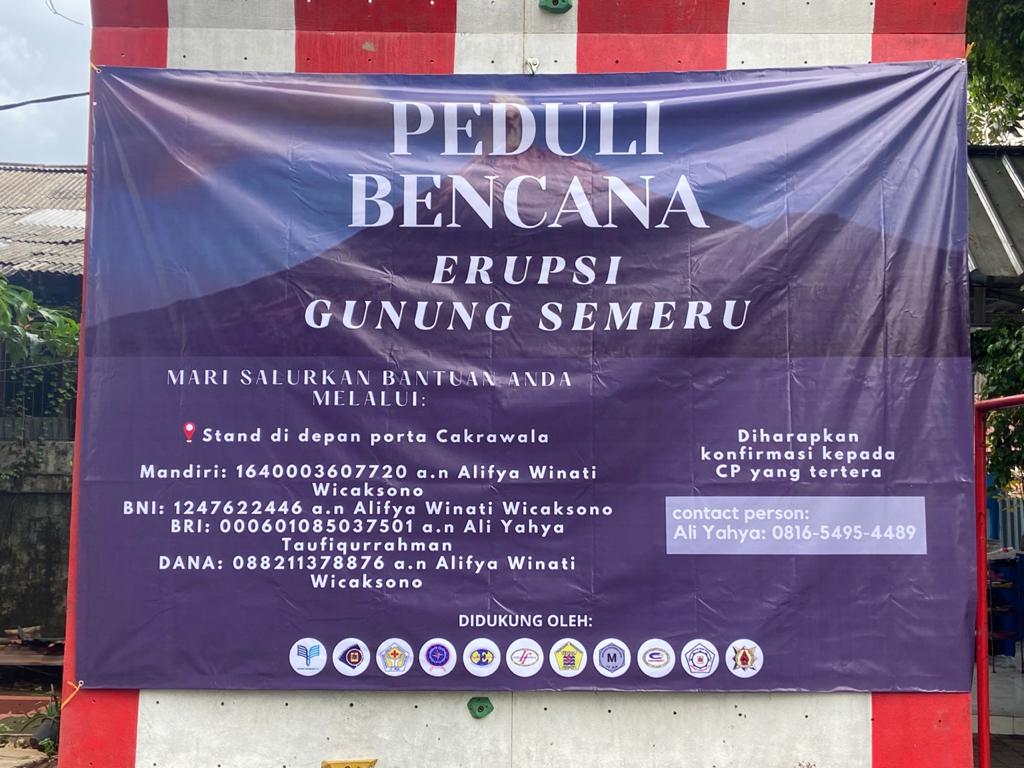 PEDULI
BENCANA
ERUPSI
GUNUNG SEMERU
MARI SALURKAN BANTUAN ANDA
MELALUI:
Stand di depan porta Cakrawala
Mandiri: 1640003607720 a.n Alifya Winati
Wicaksono
BNI: 1247622446 a.n Alifya Winati Wicaksono
BRI: 000601085037501 a.n Ali Yahya
Taufiqurrahman
DANA: 088211378876 a.n Alifya Winati
Wicaksono
Diharapkan
konfirmasi kepada
CP yang tertera
contact person:
Ali Yahya: 0816-5495-4489
DIDUKUNG OLEH:
M